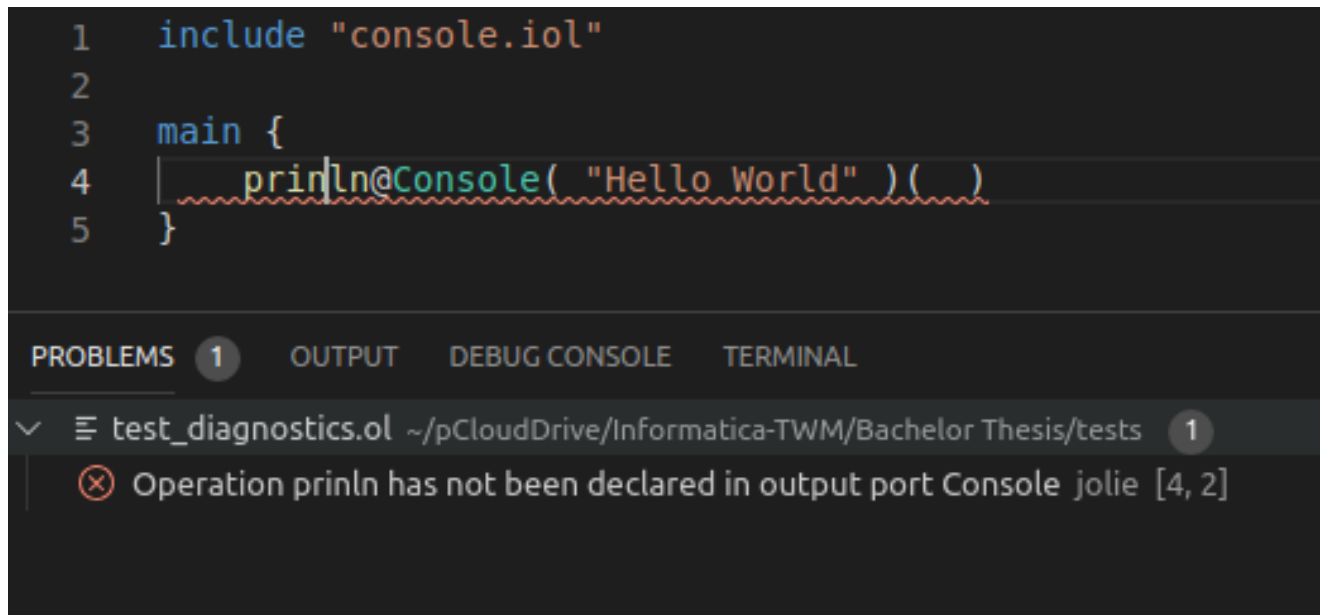 1 include "console.iol"
2
3 main {
4 prinln@Console( "Hello World" )(  )
5 }
PROBLEMS 1 OUTPUT DEBUG CONSOLE TERMINAL
test_diagnostics.ol ~/pCloudDrive/Informatica-TWM/Bachelor Thesis/tests 1
Operation prinln has not been declared in output port Console jolie [4, 2]